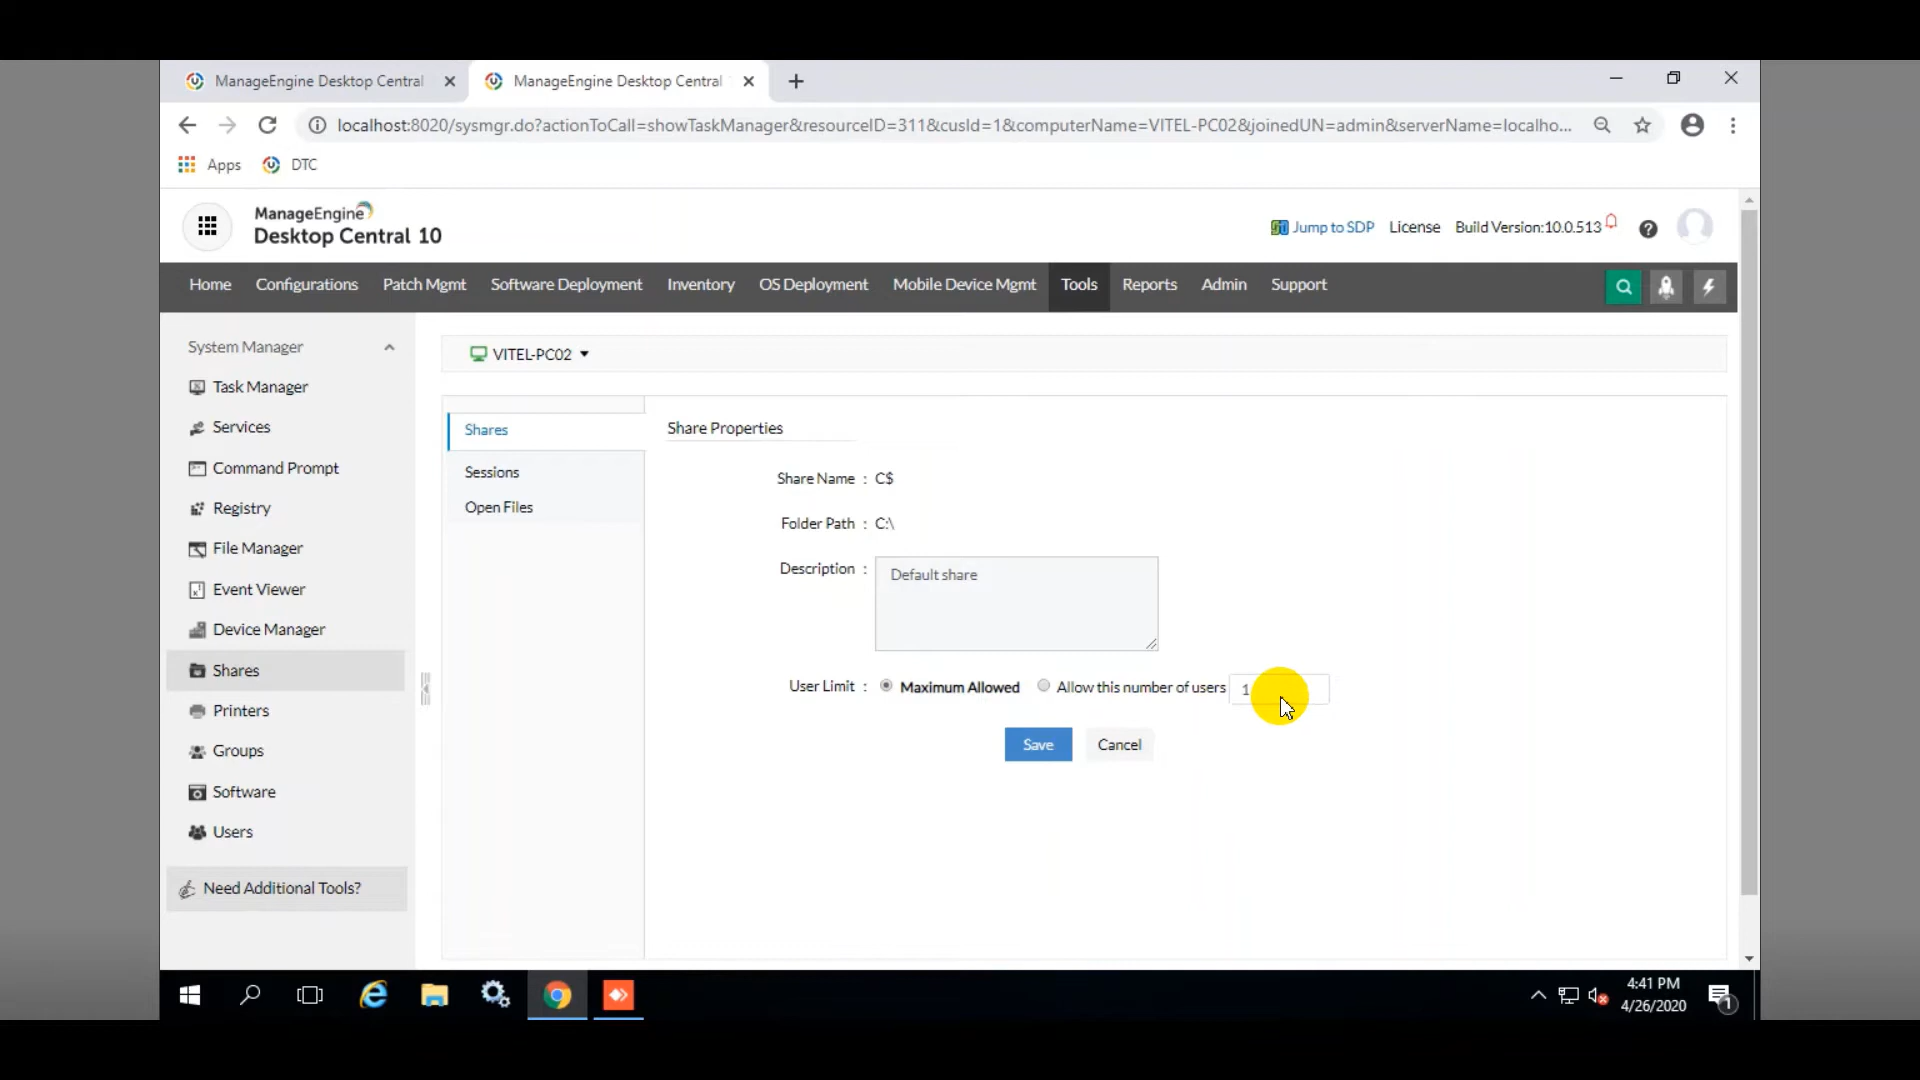 ManageEngine Desktop Central
ManageEngine Desktop Central
localhost:8020/sysmgr.do?actionToCall=showTaskManager&resourceID=311&cusId=1&computerName=VITEL-PC02&joinedUN=admin&serverName=localho...
Apps
DTC
ManageEngine
Desktop Central 10
Jump to SDP
License
Build Version:10.0.513
Home
Configurations
Patch Mgmt
Software Deployment
Inventory
OS Deployment
Mobile Device Mgmt
Tools
Reports
Admin
Support
System Manager
Task Manager
Services
Command Prompt
Registry
File Manager
Event Viewer
Device Manager
Shares
Printers
Groups
Software
Users
Need Additional Tools?
VITEL-PC02
Shares
Sessions
Open Files
Share Properties
Share Name : C$
Folder Path : C:\
Description : Default share
User Limit : Maximum Allowed Allow this number of users 1
Save Cancel
4:41 PM
4/26/2020
1